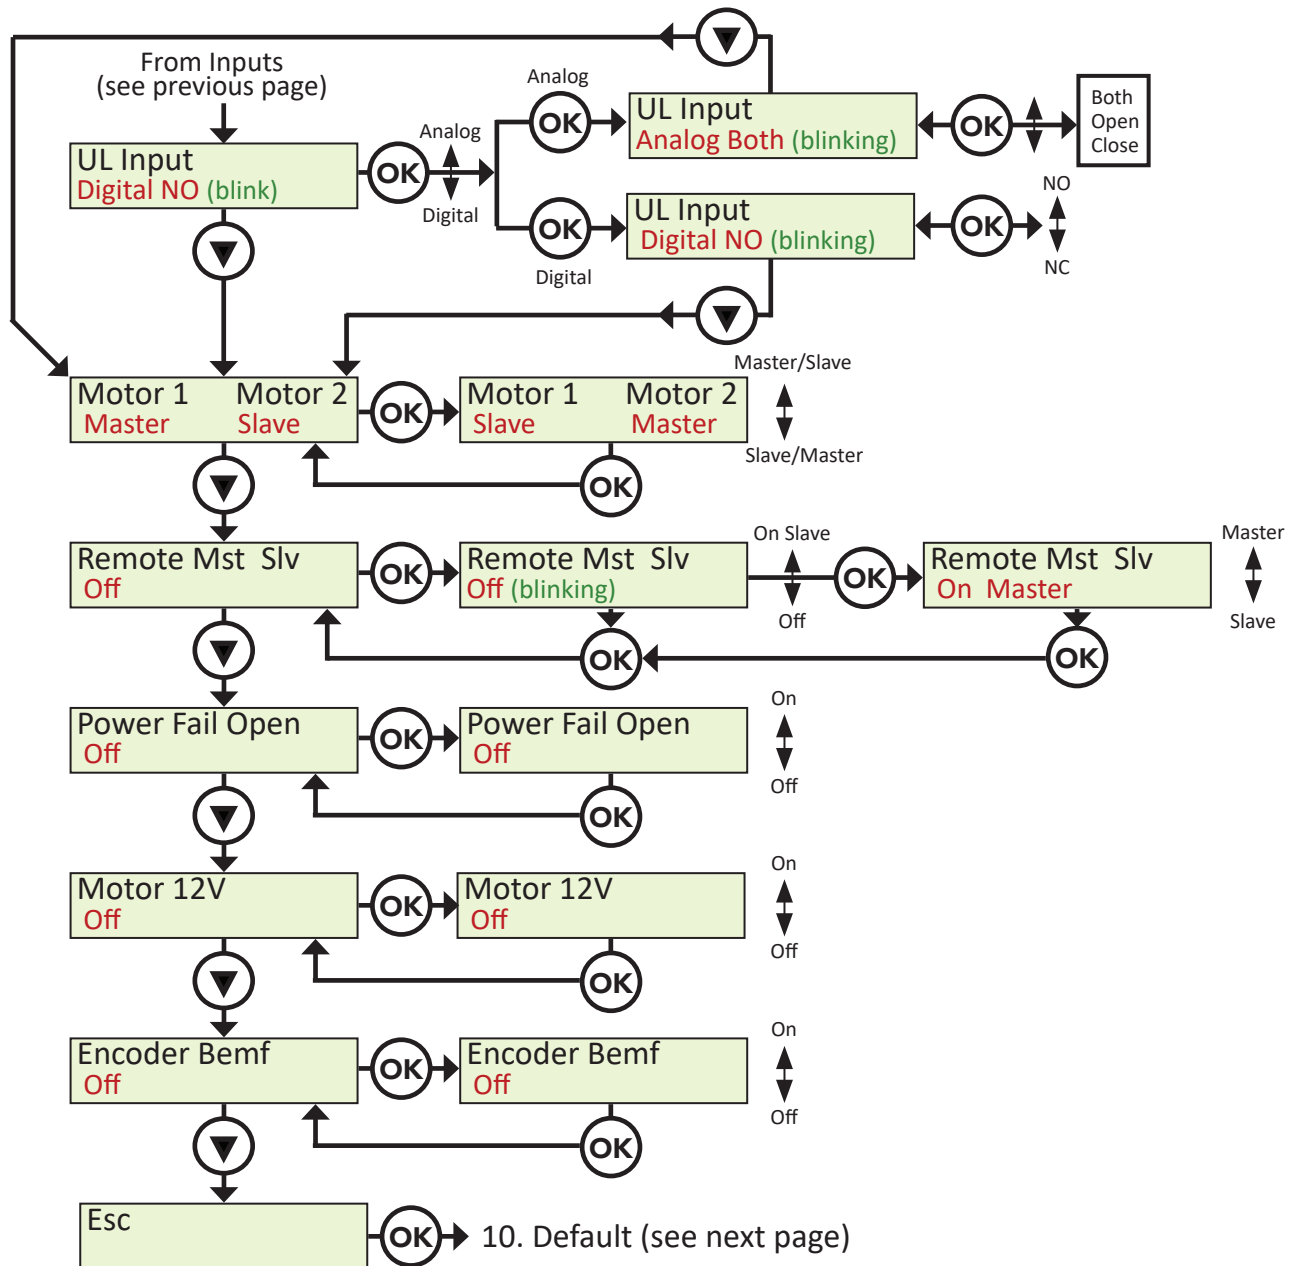 From Inputs
(see previous page)
UL Input
Digital NO (blink)
OK
Analog
Digital
Analog
OK
UL Input
Analog Both (blinking)
OK
Both
Open
Close
OK
Digital
UL Input
Digital NO (blinking)
OK
NO
NC
Motor 1 Motor 2
Master Slave
OK
Motor 1 Motor 2
Slave Master
Master/Slave
Slave/Master
OK
Remote Mst Slv
Off
OK
Remote Mst Slv
Off (blinking)
On Slave
Off
OK
Remote Mst Slv
On Master
Master
Slave
OK
OK
Power Fail Open
Off
OK
Power Fail Open
Off
On
Off
OK
Motor 12V
Off
OK
Motor 12V
Off
On
Off
OK
Encoder Bemf
Off
OK
Encoder Bemf
Off
On
Off
OK
Esc
OK
10. Default (see next page)